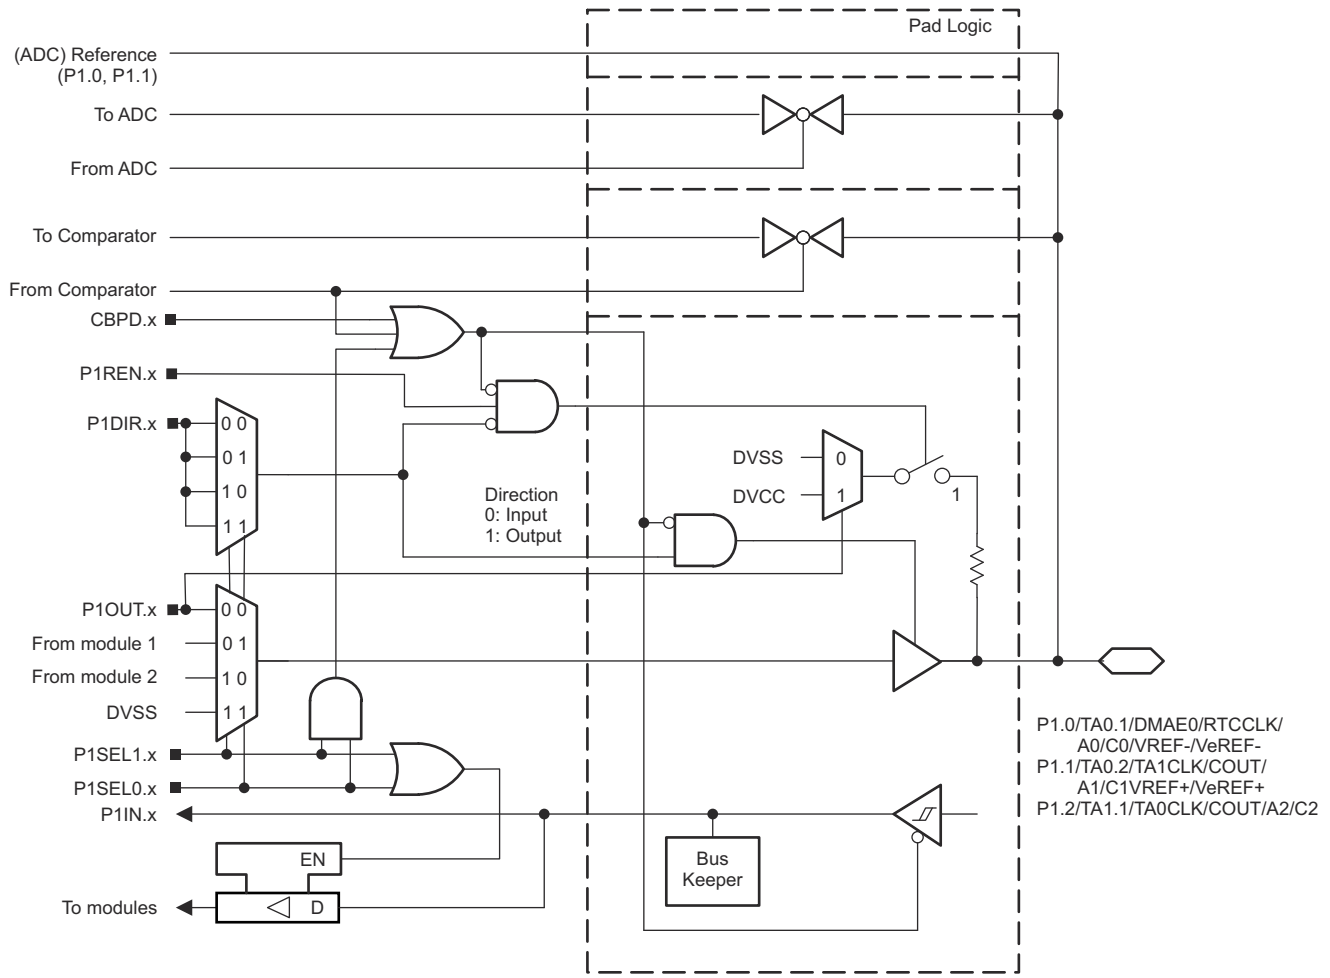 Pad Logic
(ADC) Reference
(P1.0, P1.1)
To ADC
From ADC
To Comparator
From Comparator
CBPD.x
P1REN.x
P1DIR.x
0 0
0 1
1 0
1 1
Direction
0: Input
1: Output
DVSS
DVCC
0
1
1
P1OUT.x
From module 1
From module 2
DVSS
0 0
0 1
1 0
1 1
P1SEL1.x
P1SEL0.x
P1IN.x
EN
D
To modules
Bus
Keeper
P1.0/TA0.1/DMAE0/RTCCLK/
A0/C0/VREF-/VeREF-
P1.1/TA0.2/TA1CLK/COUT/
A1/C1VREF+/VeREF+
P1.2/TA1.1/TA0CLK/COUT/A2/C2